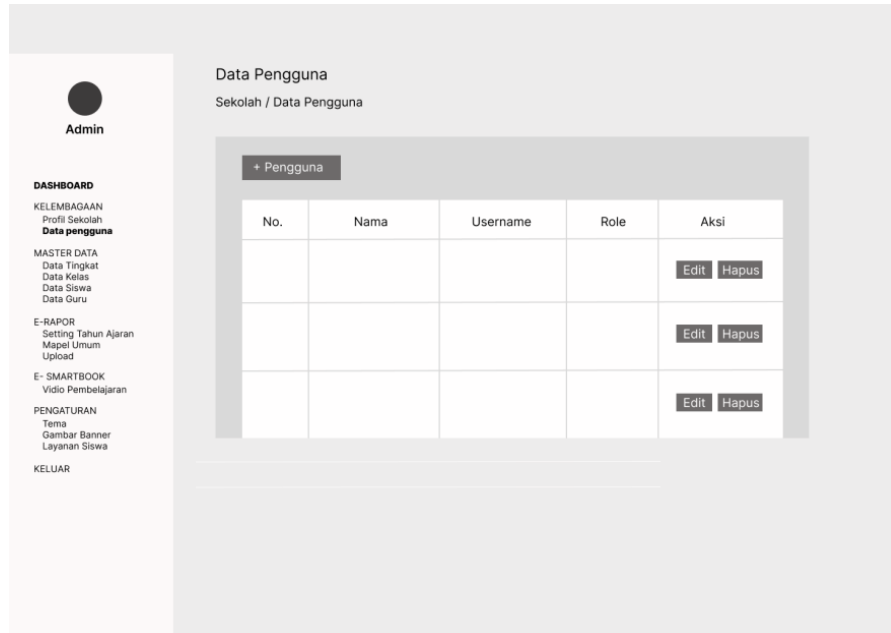 Admin
DASHBOARD
KELEMBAGAAN
Profil Sekolah
Data pengguna
MASTER DATA
Data Tingkat
Data Kelas
Data Siswa
Data Guru
E-RAPOR
Setting Tahun Ajaran
Mapel Umum
Upload
E- SMARTBOOK
Vidio Pembelajaran
PENGATURAN
Tema
Gambar Banner
Layanan Siswa
KELUAR
Data Pengguna
Sekolah / Data Pengguna
+ Pengguna
No. Nama Username Role Aksi
Edit Hapus
Edit Hapus
Edit Hapus